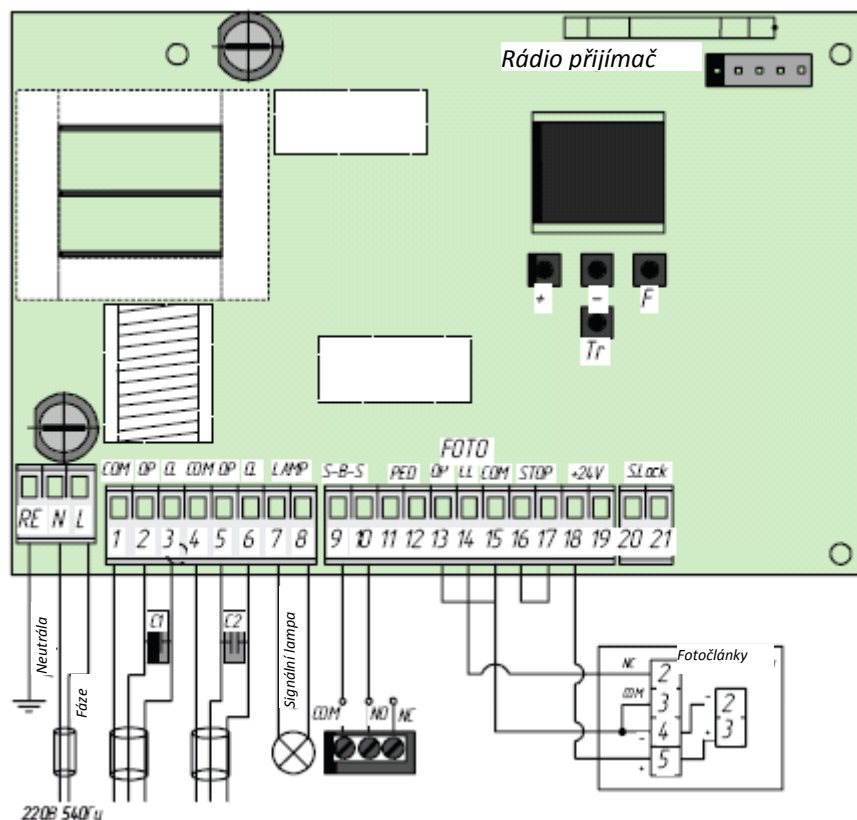 Rádio přijímač
+ - F
Tr
FOTO
COM OP CL COM OP CL LAMP S-B-S PED OP LL COM STOP +24V S.Lock
RE N L 1 2 3 4 5 6 7 8 9 10 11 12 13 14 15 16 17 18 19 20 21
Neutrála
Fáze
C1
C2
Signální lampa
COM NO NC
Fotočlánky
NC 2
COM 3
- 4 - 2
+ 5 + 3
220В 540Гц